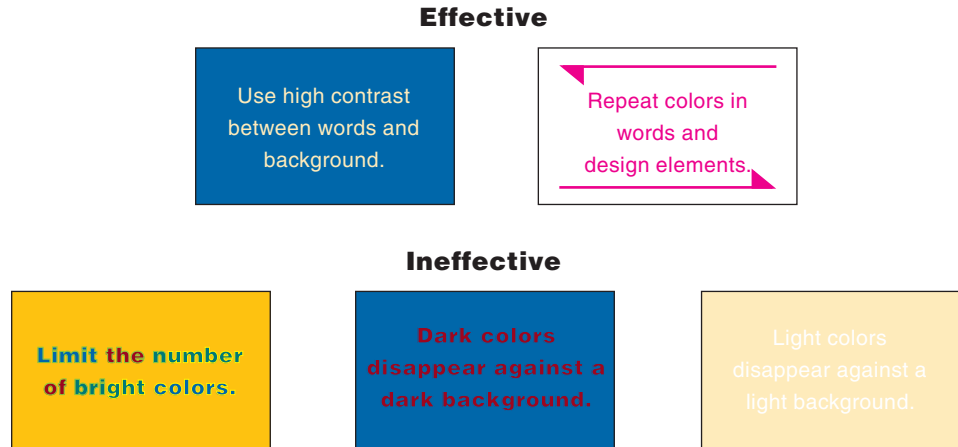 Effective
Use high contrast
between words and
background.
Repeat colors in
words and
design elements.
Ineffective
Limit the number
of bright colors.
Dark colors
disappear against a
dark background.
Light colors
disappear against a
light background.